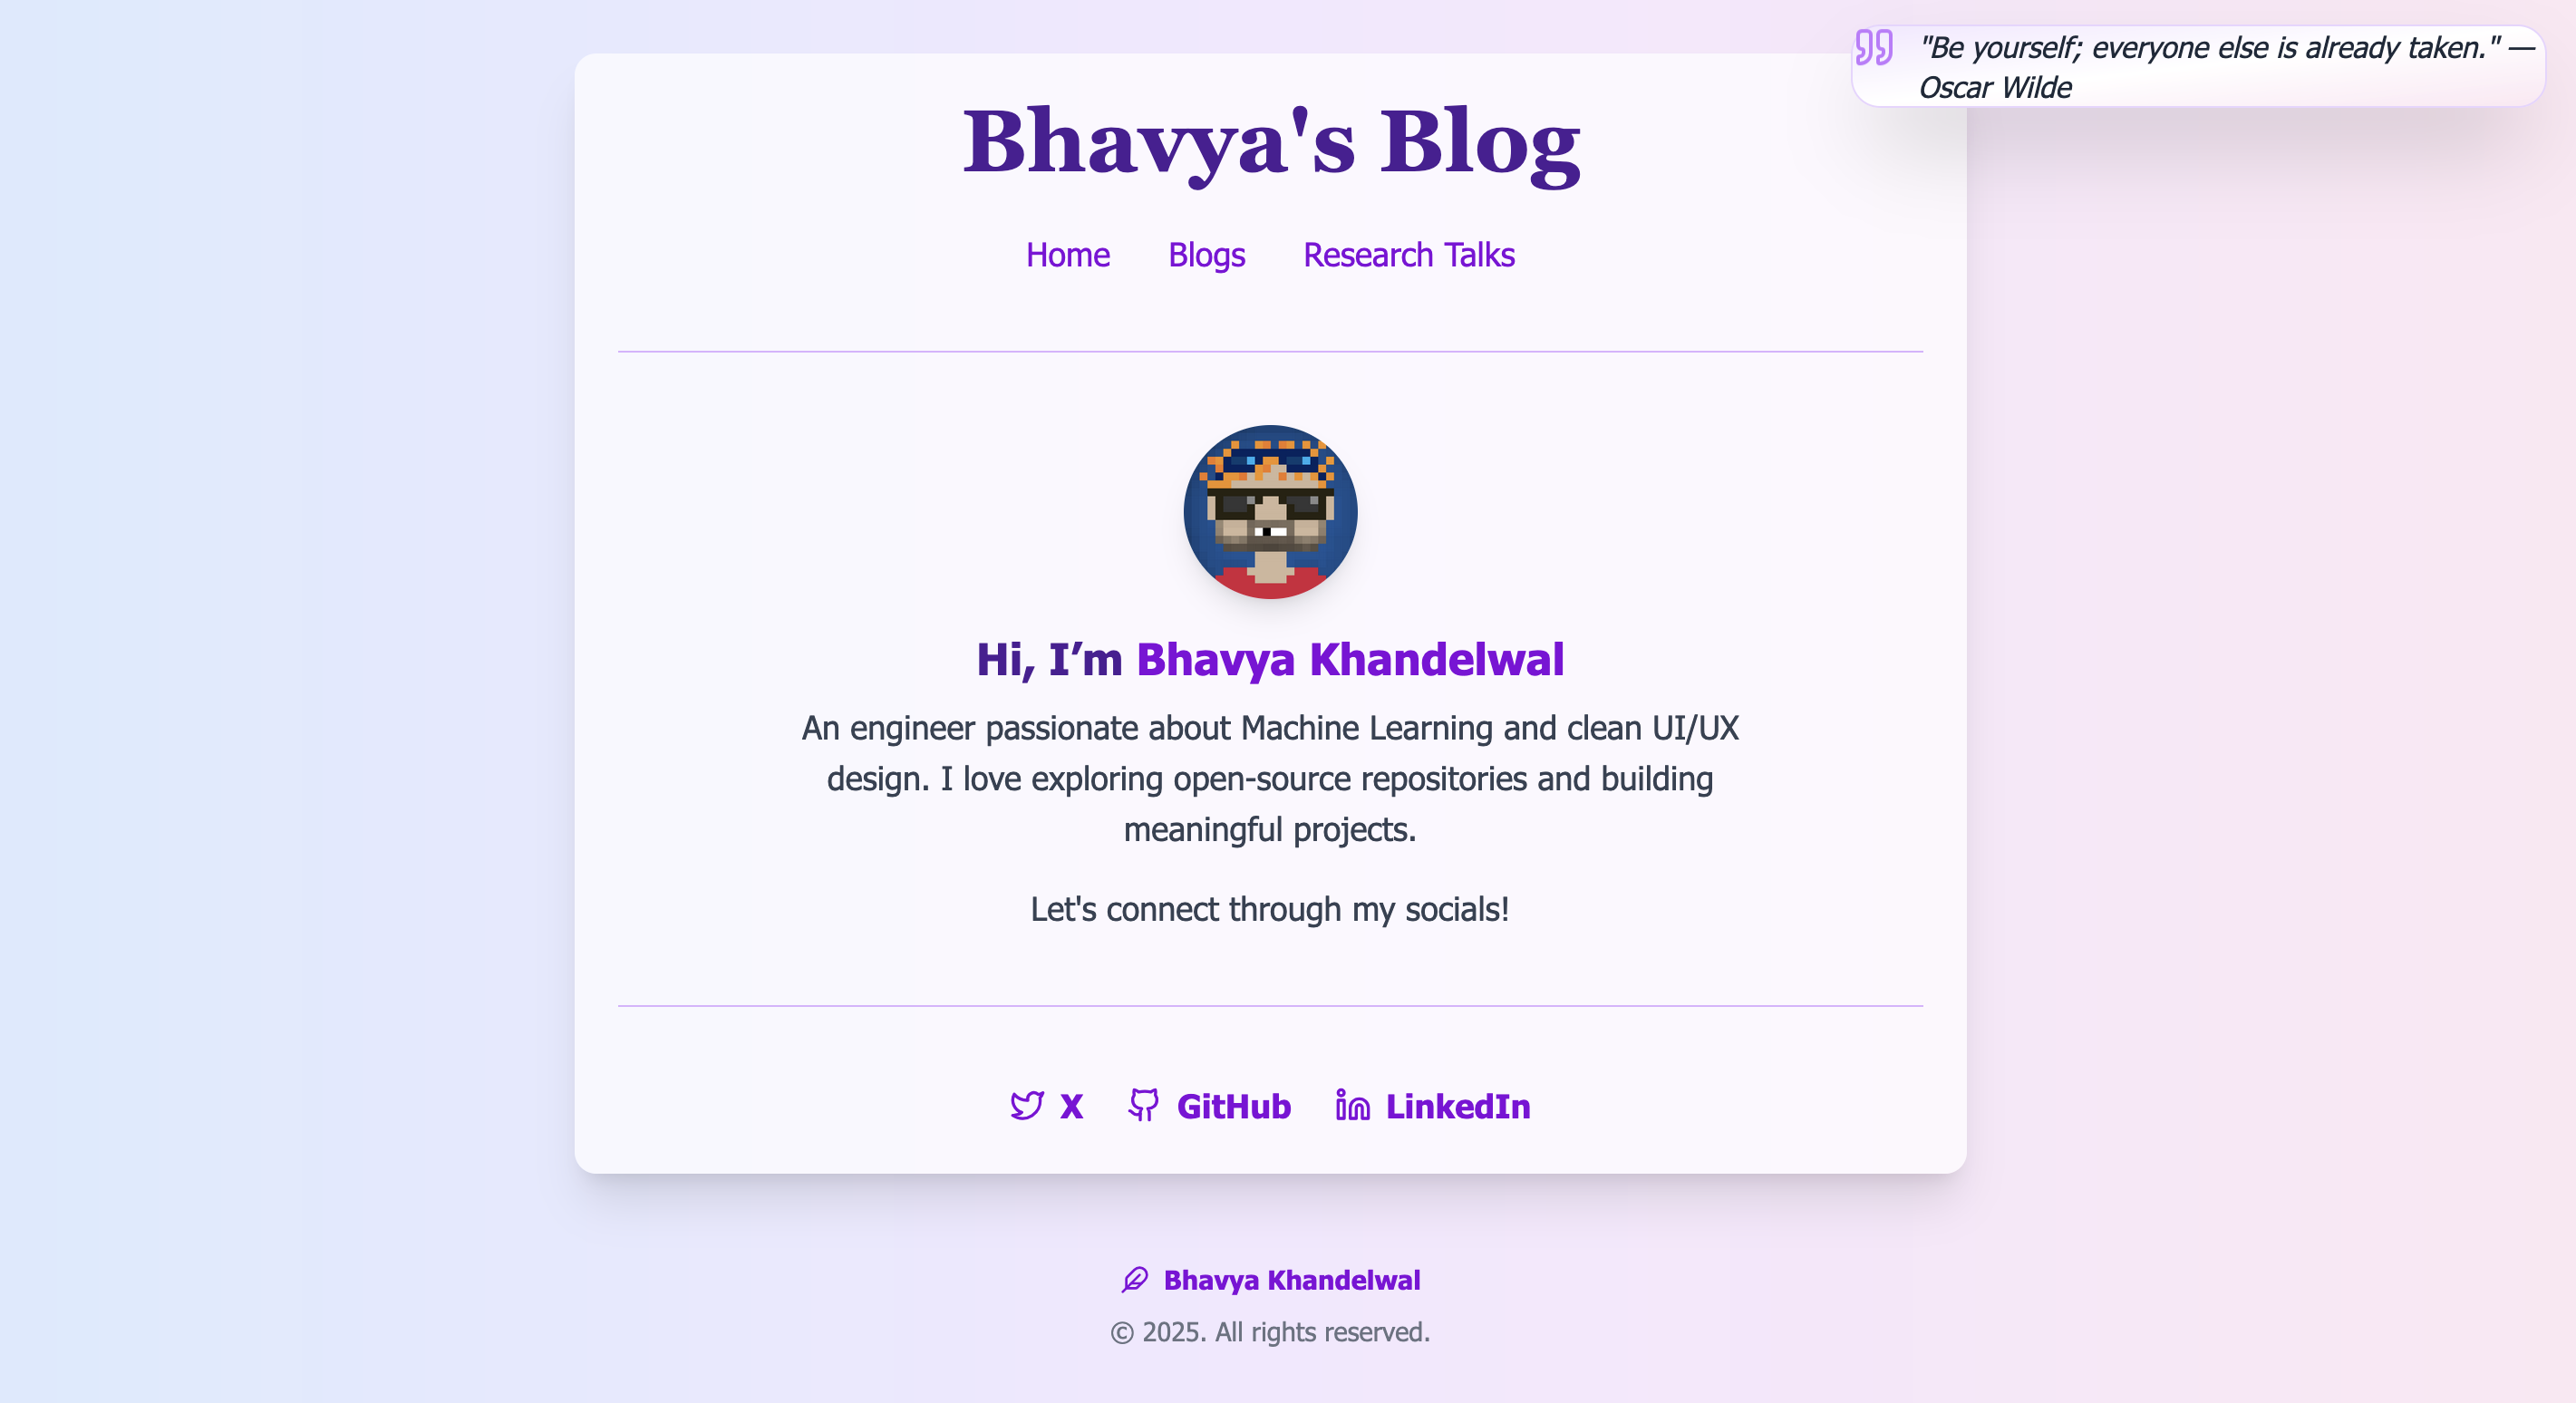 "Be yourself; everyone else is already taken." —
Oscar Wilde
Bhavya's Blog
Home Blogs Research Talks
Hi, I’m Bhavya Khandelwal
An engineer passionate about Machine Learning and clean UI/UX
design. I love exploring open-source repositories and building
meaningful projects.
Let's connect through my socials!
X GitHub LinkedIn
Bhavya Khandelwal
© 2025. All rights reserved.